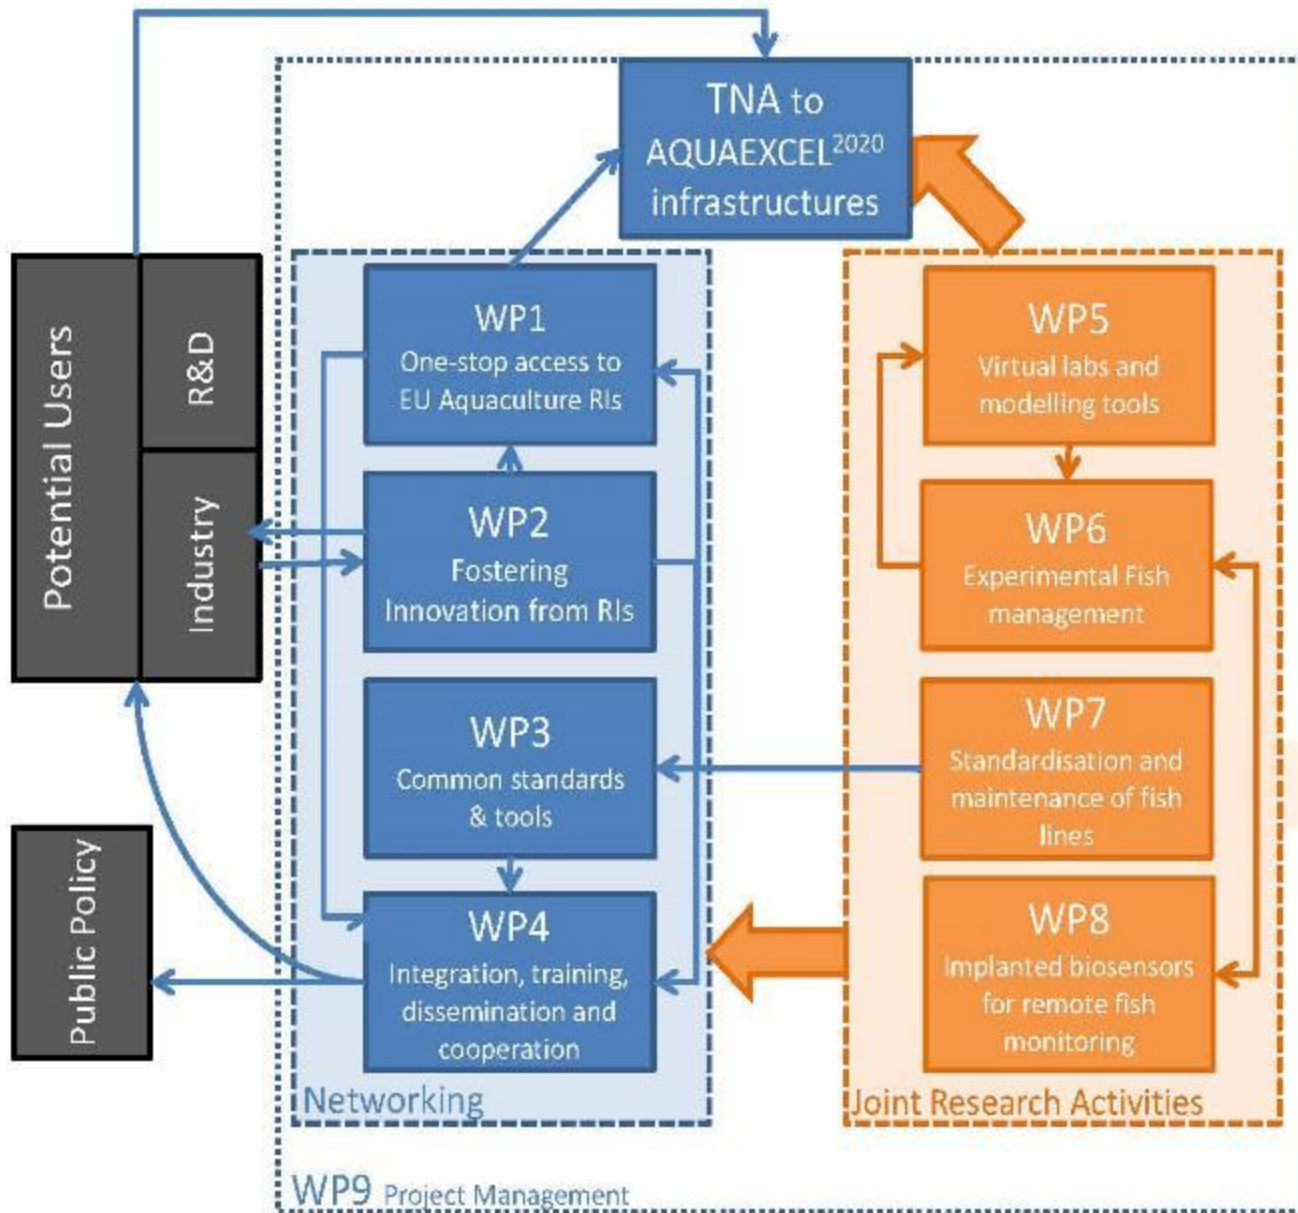 TNA to
AQUAEXCEL²⁰²⁰
infrastructures
Potential Users
R&D
Industry
Public Policy
WP1
One-stop access to
EU Aquaculture RIs
WP2
Fostering
Innovation from RIs
WP3
Common standards
& tools
WP4
Integration, training,
dissemination and
cooperation
Networking
WP5
Virtual labs and
modelling tools
WP6
Experimental Fish
management
WP7
Standardisation and
maintenance of fish
lines
WP8
Implanted biosensors
for remote fish
monitoring
Joint Research Activities
WP9 Project Management